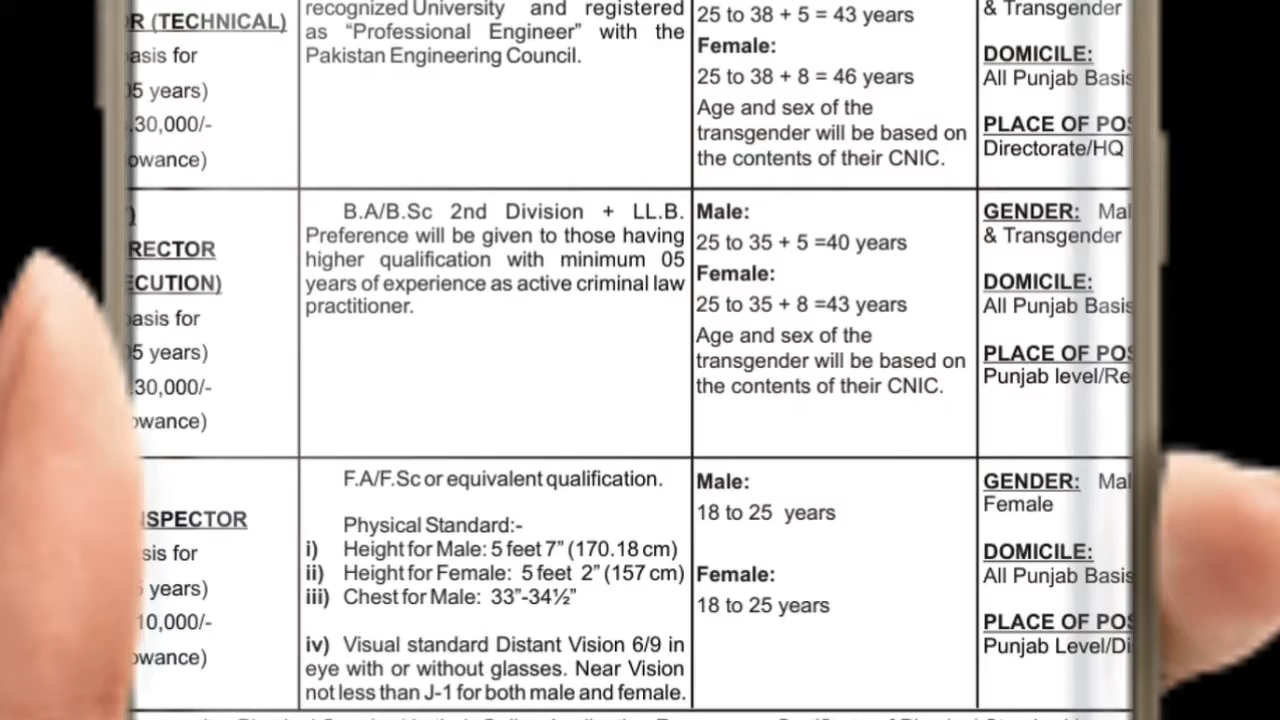 R (TECHNICAL)
asis for
05 years)
.30,000/-
owance)
recognized University and registered
as “Professional Engineer” with the
Pakistan Engineering Council.
25 to 38 + 5 = 43 years
Female:
25 to 38 + 8 = 46 years
Age and sex of the
transgender will be based on
the contents of their CNIC.
& Transgender
DOMICILE:
All Punjab Basis
PLACE OF POS
Directorate/HQ
)
RECTOR
ECUTION)
asis for
05 years)
30,000/-
owance)
B.A/B.Sc 2nd Division + LL.B.
Preference will be given to those having
higher qualification with minimum 05
years of experience as active criminal law
practitioner.
Male:
25 to 35 + 5 =40 years
Female:
25 to 35 + 8 =43 years
Age and sex of the
transgender will be based on
the contents of their CNIC.
GENDER: Mal
& Transgender
DOMICILE:
All Punjab Basis
PLACE OF POS
Punjab level/Re
NSPECTOR
sis for
years)
10,000/-
owance)
F.A/F.Sc or equivalent qualification.
Physical Standard:-
i) Height for Male: 5 feet 7” (170.18 cm)
ii) Height for Female: 5 feet 2” (157 cm)
iii) Chest for Male: 33”-34½”
iv) Visual standard Distant Vision 6/9 in
eye with or without glasses. Near Vision
not less than J-1 for both male and female.
Male:
18 to 25 years
Female:
18 to 25 years
GENDER: Mal
Female
DOMICILE:
All Punjab Basis
PLACE OF POS
Punjab Level/Di